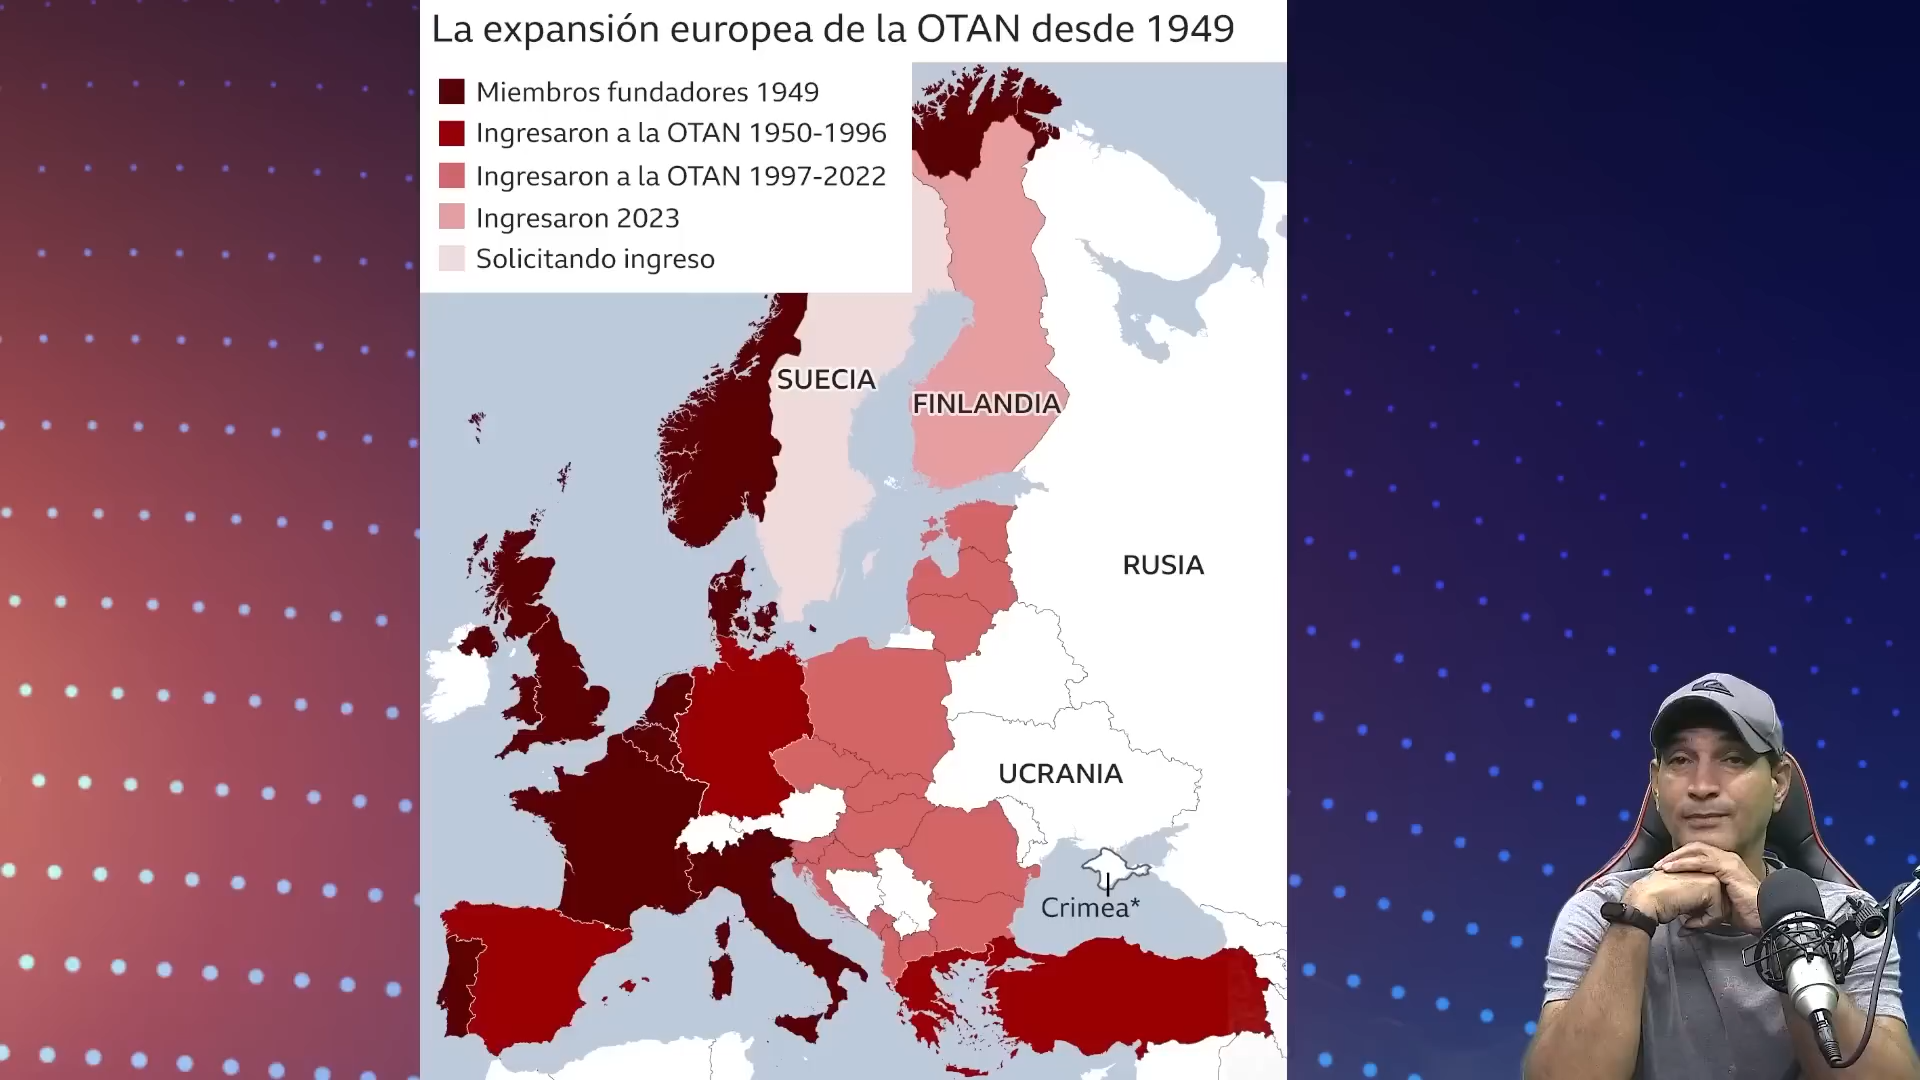 La expansión europea de la OTAN desde 1949
Miembros fundadores 1949
Ingresaron a la OTAN 1950-1996
Ingresaron a la OTAN 1997-2022
Ingresaron 2023
Solicitando ingreso
SUECIA
FINLANDIA
RUSIA
UCRANIA
Crimea*